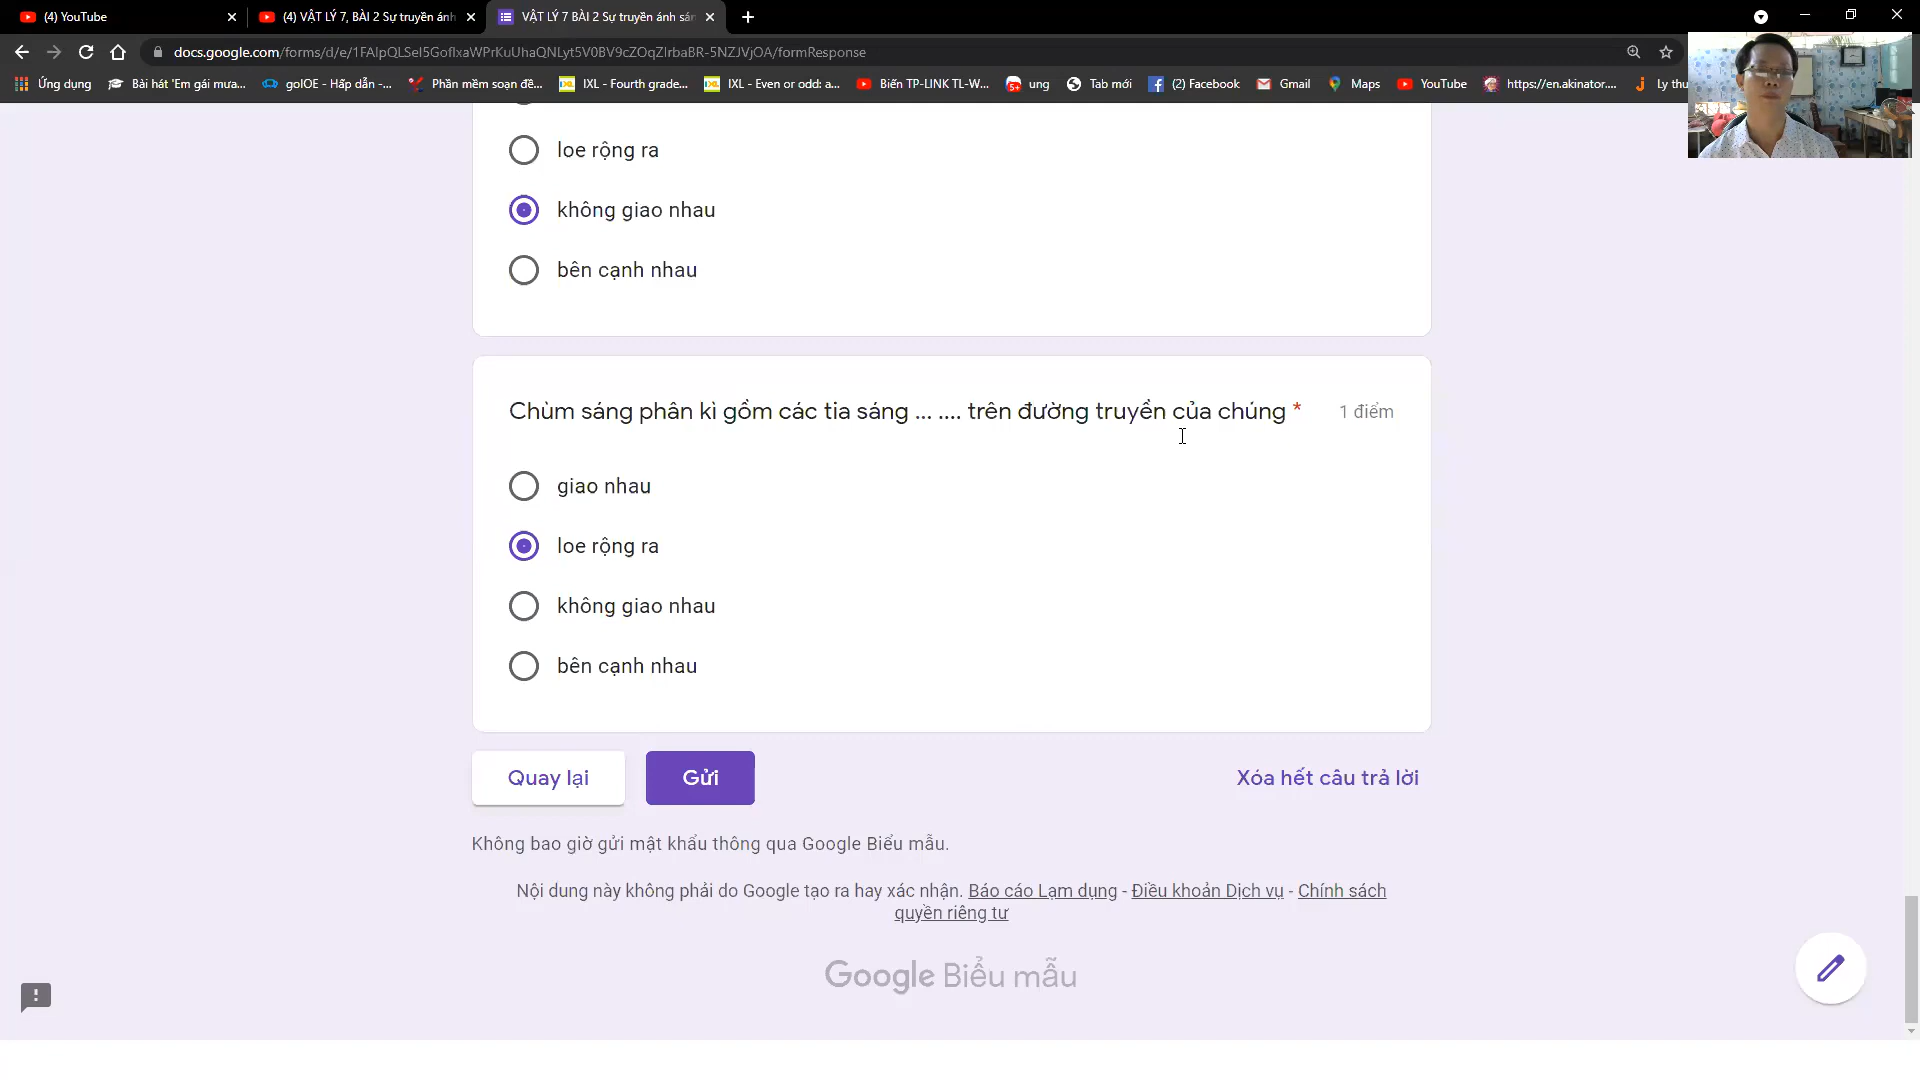 (4) YouTube
(4) VẬT LÝ 7, BÀI 2 Sự truyền ánh
VẬT LÝ 7 BÀI 2 Sự truyền ánh sán
docs.google.com/forms/d/e/1FAIpQLSeI5GoflxaWPrKuUhaQNLyt5V0BV9cZOqZIrbaBR-5NZJVjOA/formResponse
Ứng dụng
Bài hát 'Em gái mưa...
goIOE - Hấp dẫn -...
Phần mềm soạn đề...
IXL - Fourth grade...
IXL - Even or odd: a...
Biến TP-LINK TL-W...
ung
Tab mới
(2) Facebook
Gmail
Maps
YouTube
https://en.akinator....
Ly thu
loe rộng ra
không giao nhau
bên cạnh nhau
Chùm sáng phân kì gồm các tia sáng ... .... trên đường truyền của chúng *
1 điểm
giao nhau
loe rộng ra
không giao nhau
bên cạnh nhau
Quay lại
Gửi
Xóa hết câu trả lời
Không bao giờ gửi mật khẩu thông qua Google Biểu mẫu.
Nội dung này không phải do Google tạo ra hay xác nhận. Báo cáo Lạm dụng - Điều khoản Dịch vụ - Chính sách
quyền riêng tư
Google Biểu mẫu